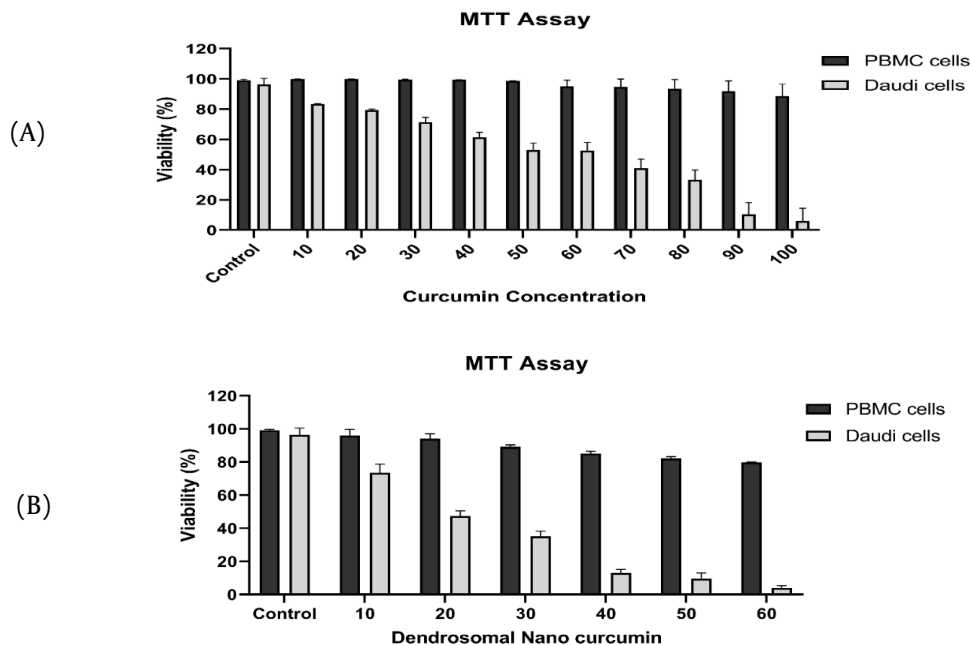 (A)
MTT Assay
PBMC cells
Daudi cells
Viability (%)
120
100
80
60
40
20
0
Control 10 20 30 40 50 60 70 80 90 100
Curcumin Concentration
(B)
MTT Assay
PBMC cells
Daudi cells
Viability (%)
120
100
80
60
40
20
0
Control 10 20 30 40 50 60
Dendrosomal Nano curcumin